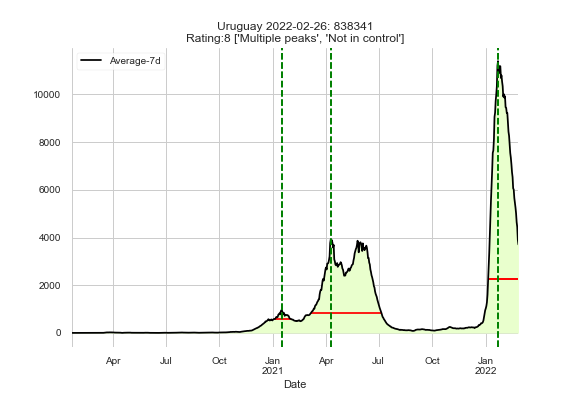 Uruguay 2022-02-26: 838341
Rating:8 ['Multiple peaks', 'Not in control']
Average-7d
10000
8000
6000
4000
2000
0
Apr Jul Oct Jan Apr Jul Oct Jan
2021 2022
Date